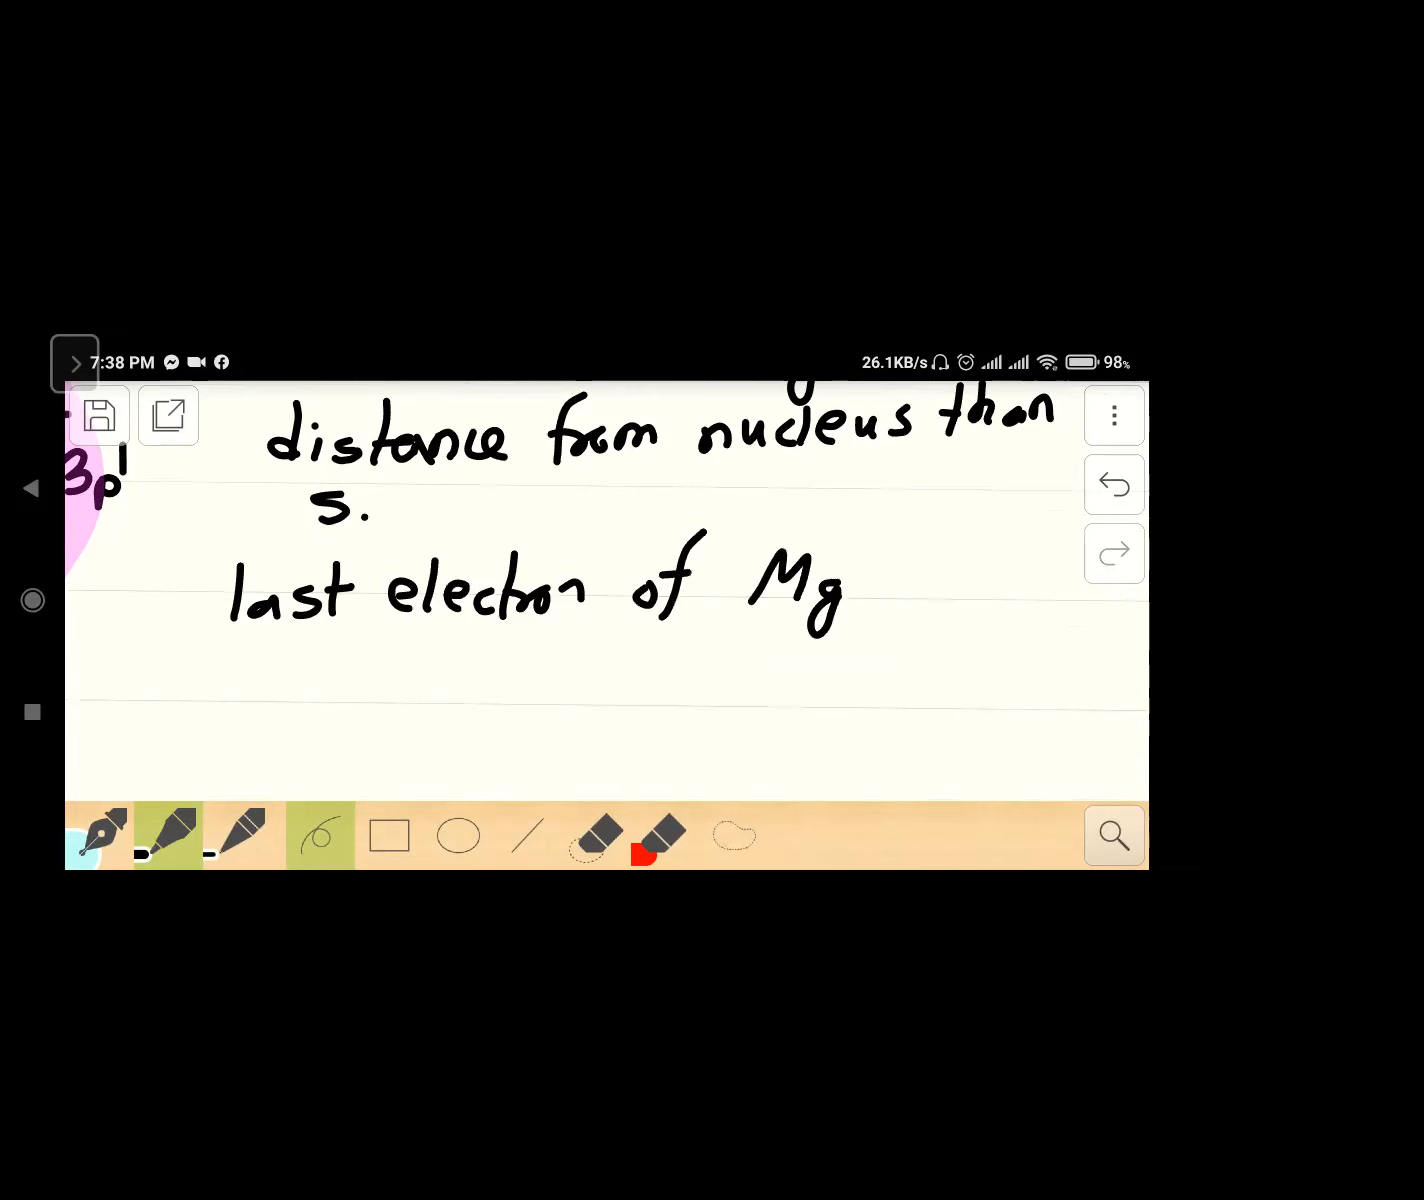 7:38 PM 26.1KB/s 98%
distance from nucleus than
3p¹ s.
last electron of Mg